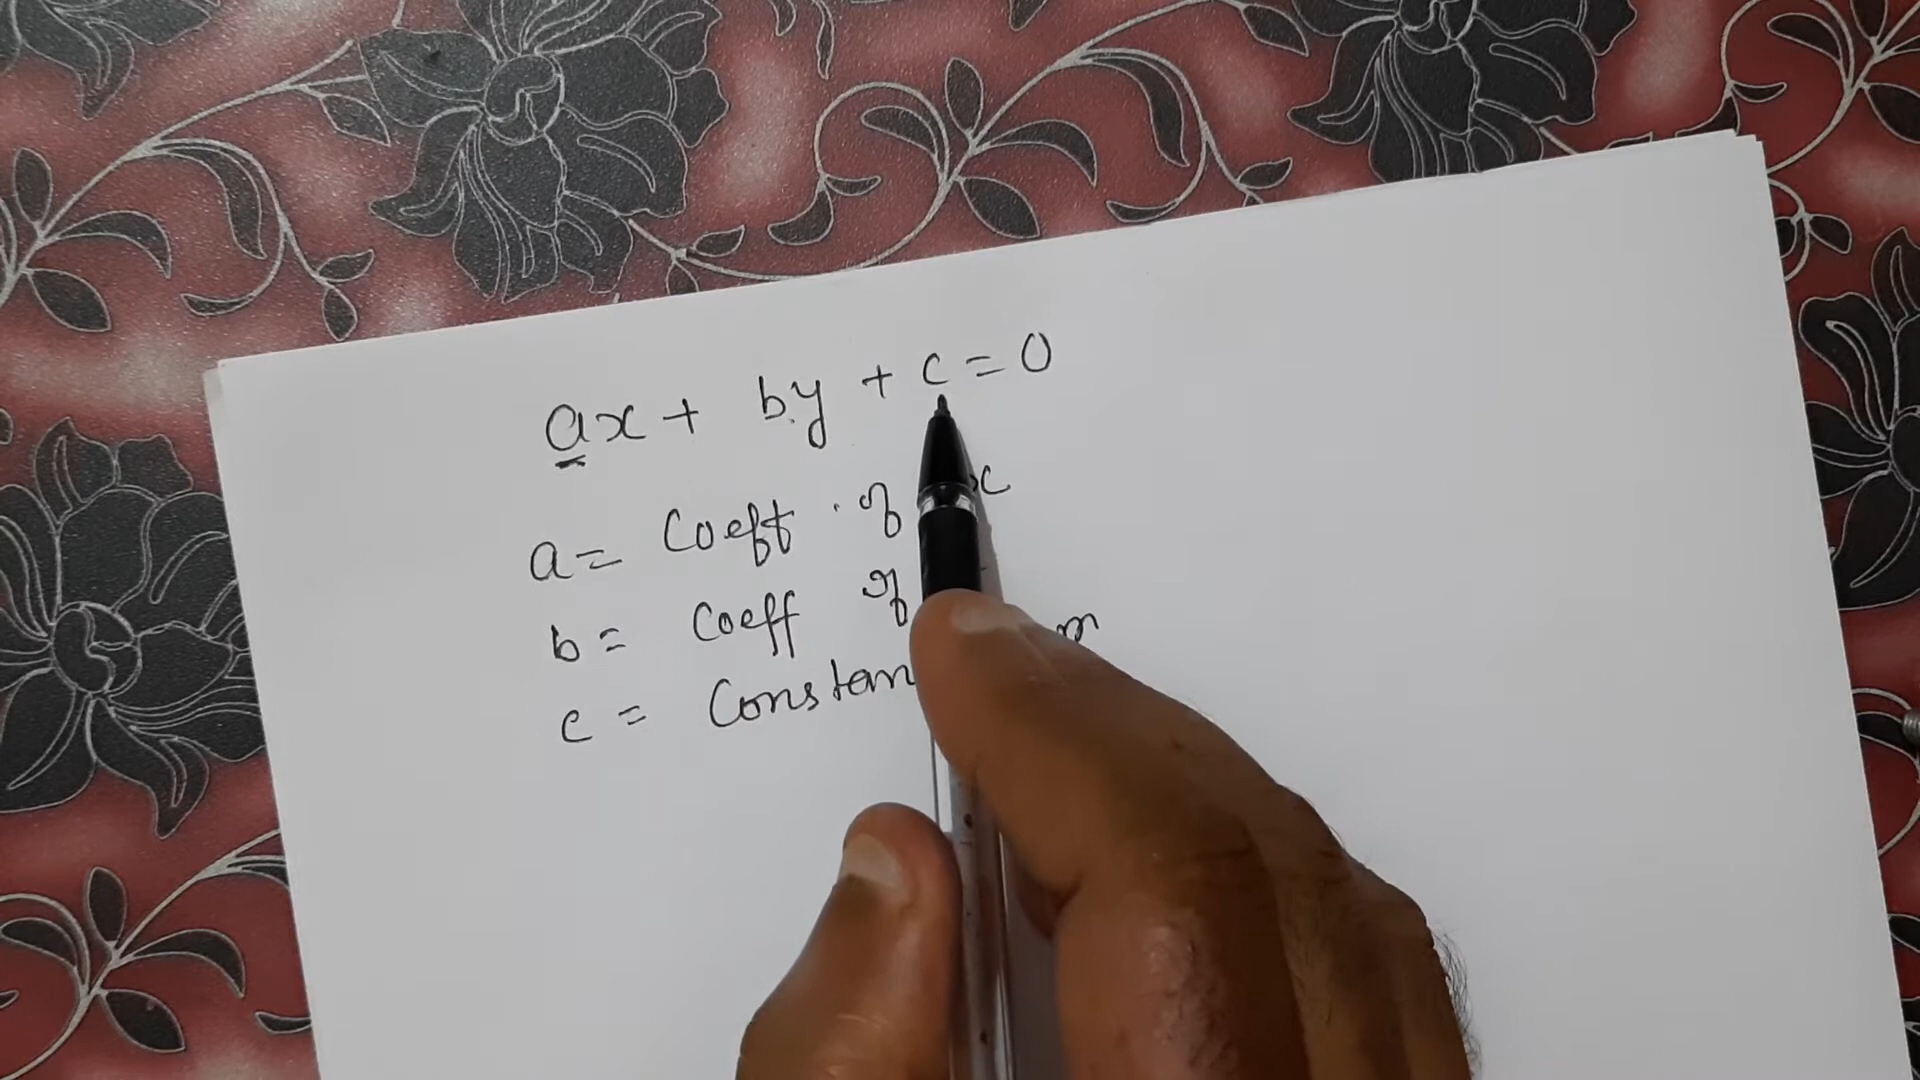 ax + by + c = 0
a = Coeff of x
b = Coeff of
c = Constan